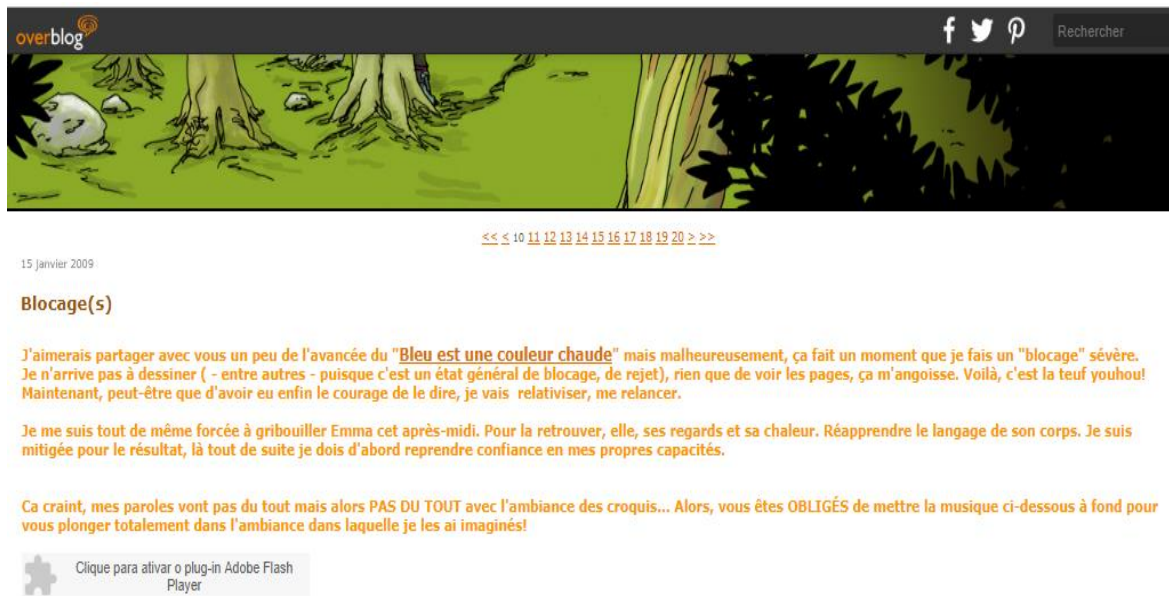 overblog
Rechercher
<< < 10 11 12 13 14 15 16 17 18 19 20 > >>
15 janvier 2009
Blocage(s)
J'aimerais partager avec vous un peu de l'avancée du "Bleu est une couleur chaude" mais malheureusement, ça fait un moment que je fais un "blocage" sévère.
Je n'arrive pas à dessiner ( - entre autres - puisque c'est un état général de blocage, de rejet), rien que de voir les pages, ça m'angoisse. Voilà, c'est la teuf youhou!
Maintenant, peut-être que d'avoir eu enfin le courage de le dire, je vais relativiser, me relancer.
Je me suis tout de même forcée à gribouiller Emma cet après-midi. Pour la retrouver, elle, ses regards et sa chaleur. Réapprendre le langage de son corps. Je suis
mitigée pour le résultat, là tout de suite je dois d'abord reprendre confiance en mes propres capacités.
Ca craint, mes paroles vont pas du tout mais alors PAS DU TOUT avec l'ambiance des croquis... Alors, vous êtes OBLIGÉS de mettre la musique ci-dessous à fond pour
vous plonger totalement dans l'ambiance dans laquelle je les ai imaginés!
Clique para ativar o plug-in Adobe Flash
Player